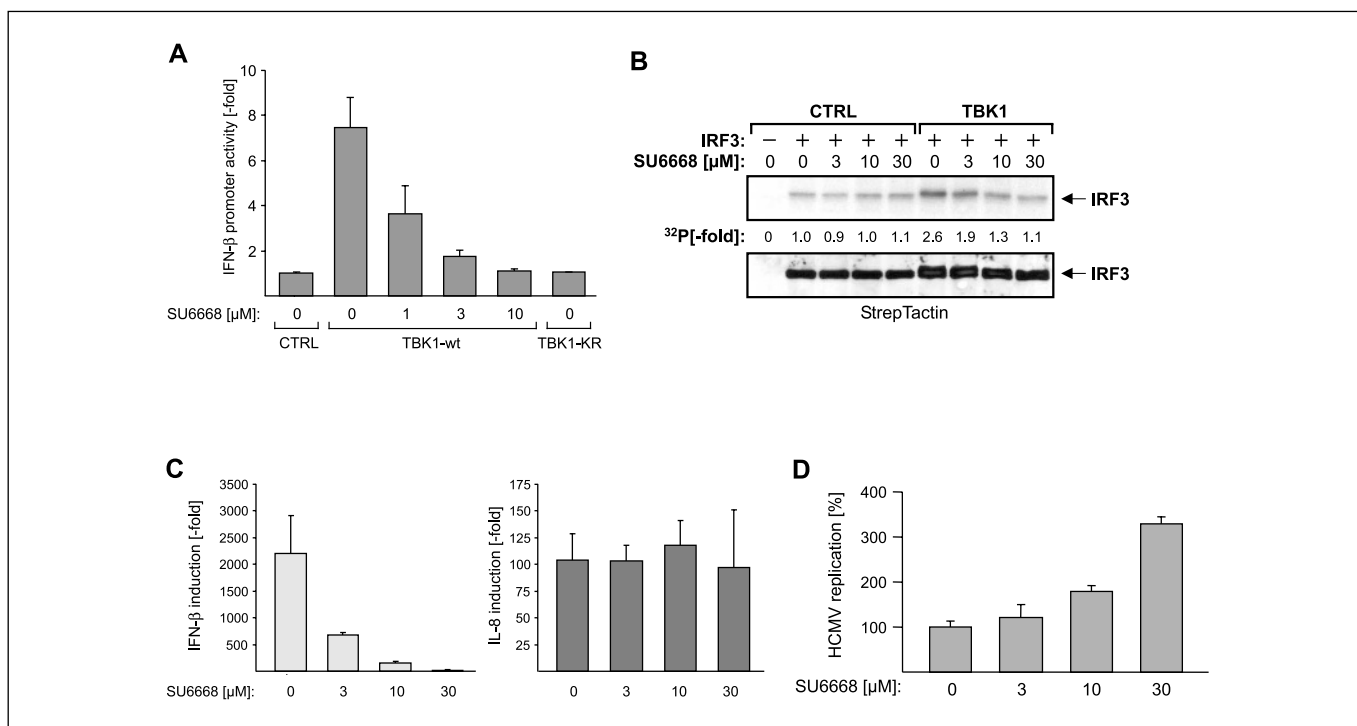 A
IFN-β promoter activity [-fold]
10
8
6
4
2
SU6668 [µM]: 0 0 1 3 10 0
CTRL TBK1-wt TBK1-KR
B
CTRL TBK1
IRF3: − + + + + + + + +
SU6668 [µM]: 0 0 3 10 30 0 3 10 30
IRF3
32P[-fold]: 0 1.0 0.9 1.0 1.1 2.6 1.9 1.3 1.1
IRF3
StrepTactin
C
IFN-β induction [-fold]
3500
3000
2500
2000
1500
1000
500
SU6668 [µM]: 0 3 10 30
IL-8 induction [-fold]
175
150
125
100
75
50
25
0 3 10 30
D
HCMV replication [%]
400
300
200
100
SU6668 [µM]: 0 3 10 30